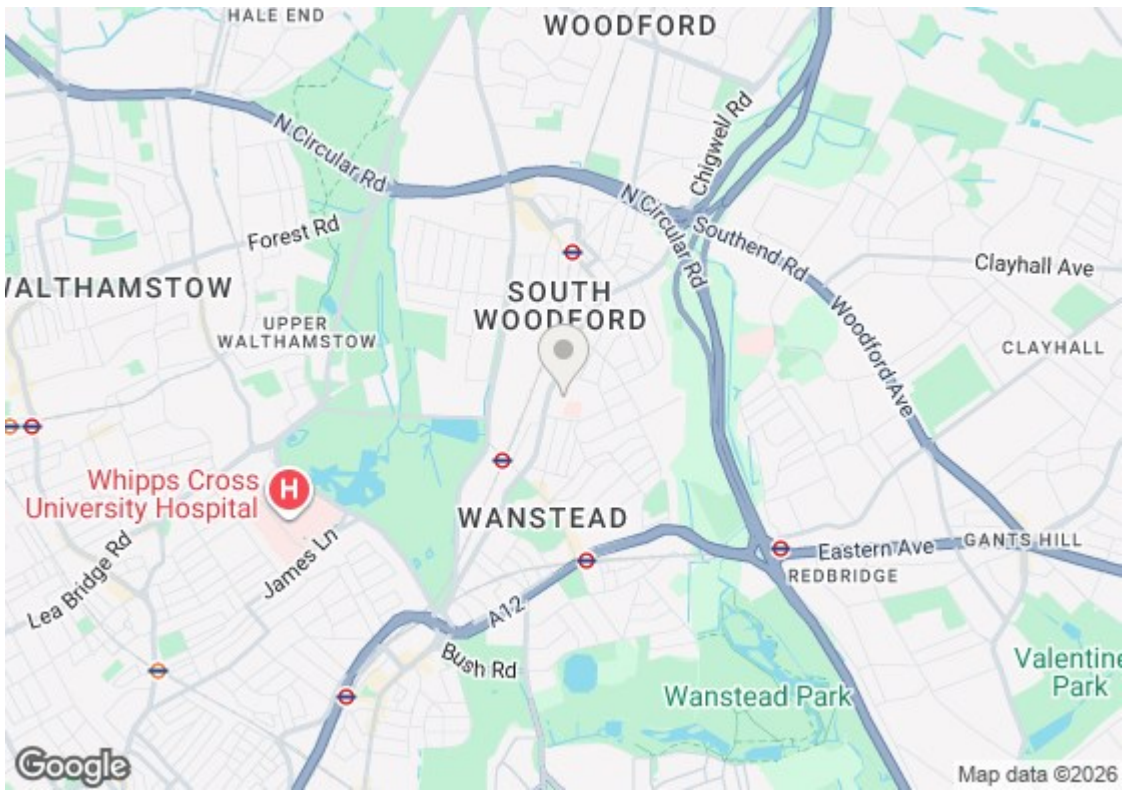 HALE END
WOODFORD
N Circular Rd
Chigwell Rd
Forest Rd
N Circular Rd
Southend Rd
Clayhall Ave
WALTHAMSTOW
SOUTH
WOODFORD
UPPER
WALTHAMSTOW
Woodford Ave
CLAYHALL
Whipps Cross
University Hospital
H
WANSTEAD
Lea Bridge Rd
James Ln
Eastern Ave
GANTS HILL
REDBRIDGE
A12
Bush Rd
Wanstead Park
Valentine
Park
Google
Map data ©2026